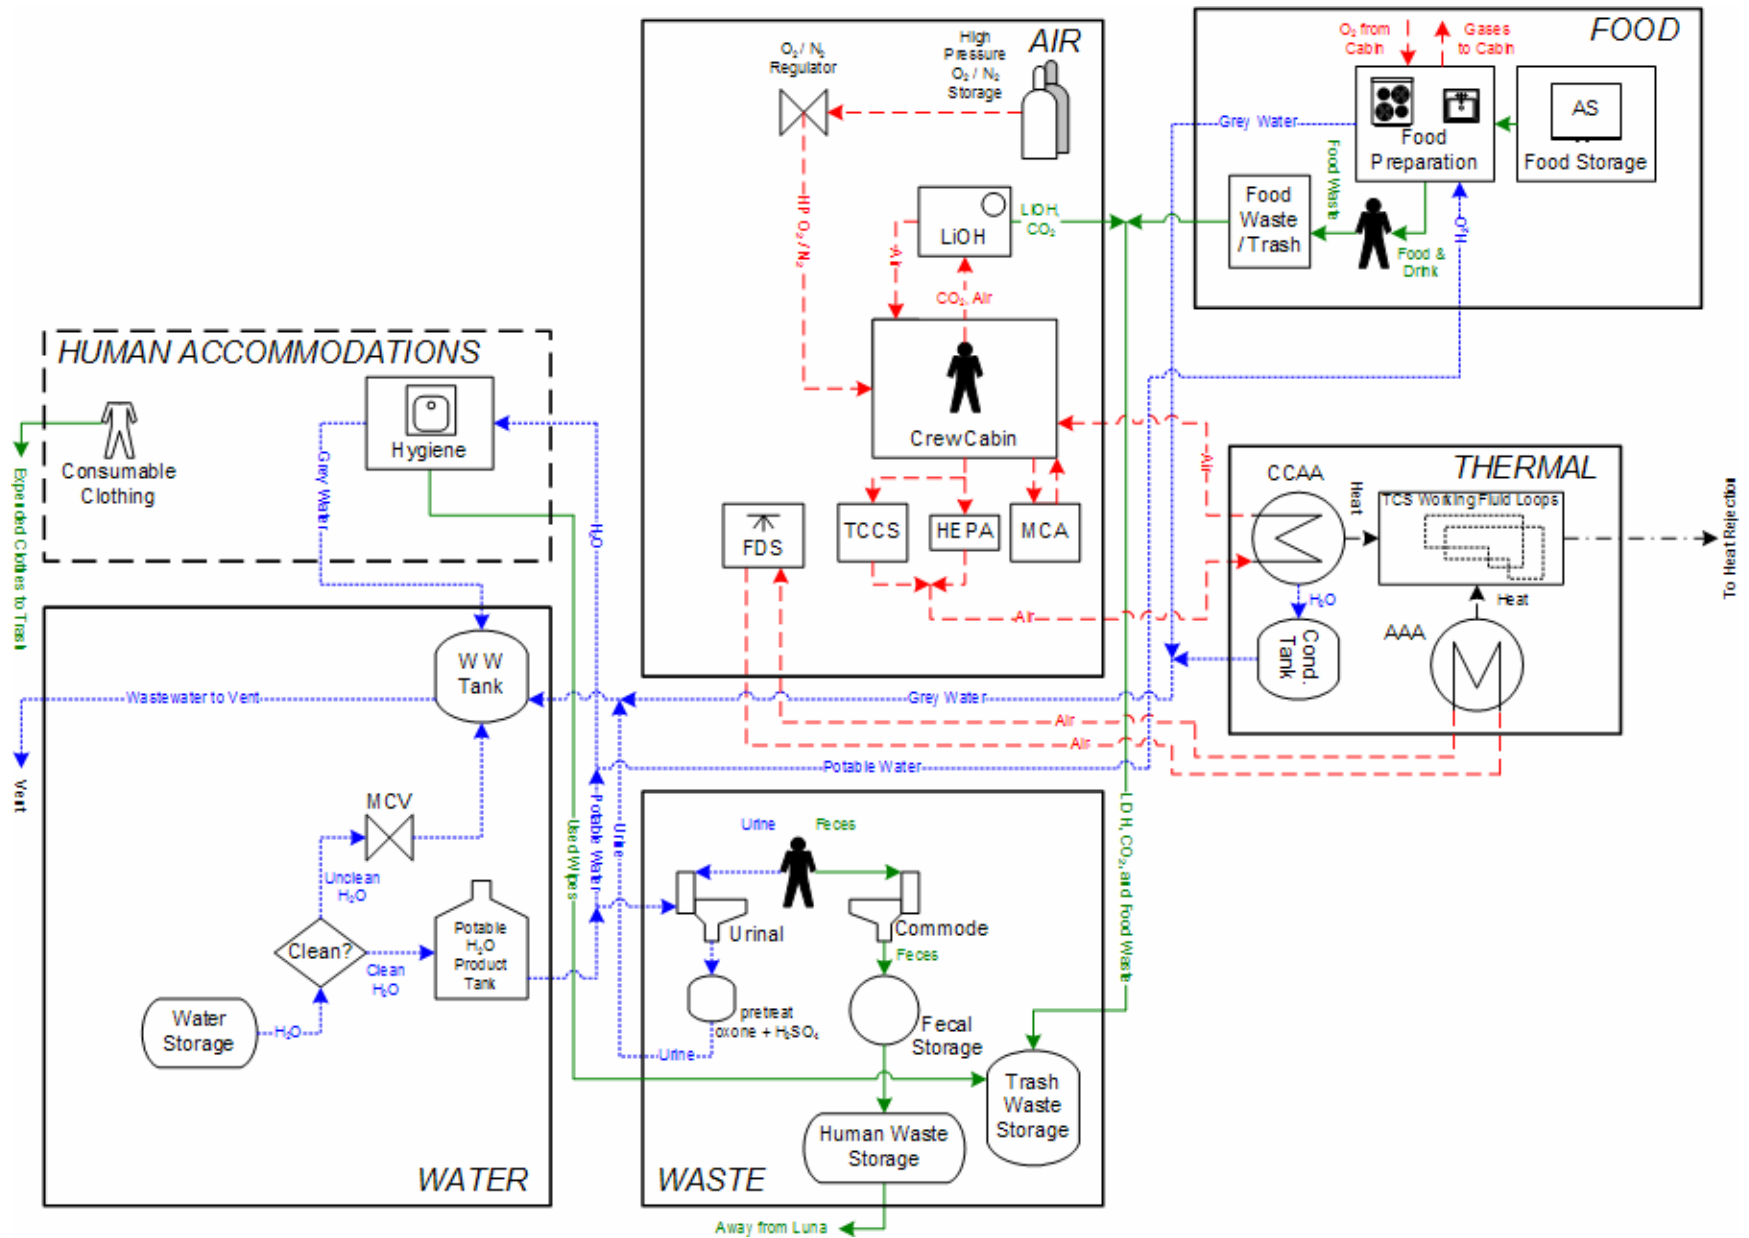 AIR
O₂ / N₂
Regulator
High
Pressure
O₂ / N₂
Storage
HP O₂ / N₂
LiOH
LiOH,
CO₂
Air
CO₂, Air
CrewCabin
FDS
TCCS
HEPA
MCA
Air
FOOD
O₂ from
Cabin
Gases
to Cabin
Food
Preparation
AS
Food Storage
Grey Water
Food Waste
Food
Waste
/ Trash
Food &
Drink
H₂O
HUMAN ACCOMMODATIONS
Consumable
Clothing
Hygiene
Expended Clothes to Trash
Grey Water
H₂O
THERMAL
CCAA
Air
Heat
TCS Working Fluid Loops
H₂O
Heat
Cond.
Tank
AAA
To Heat Rejection
WATER
WW
Tank
Wastewater to Vent
Vent
MCV
Unclean
H₂O
Clean?
Clean
H₂O
Potable
H₂O
Product
Tank
Water
Storage
H₂O
Grey Water
Air
Air
Potable Water
Used Wipes
Potable Water
Urine
WASTE
Urine
Feces
Urinal
Commode
Feces
pretreat
oxone + H₂SO₄
Urine
Fecal
Storage
Human Waste
Storage
Trash
Waste
Storage
Away from Luna
LIOH, CO₂, and Food Waste